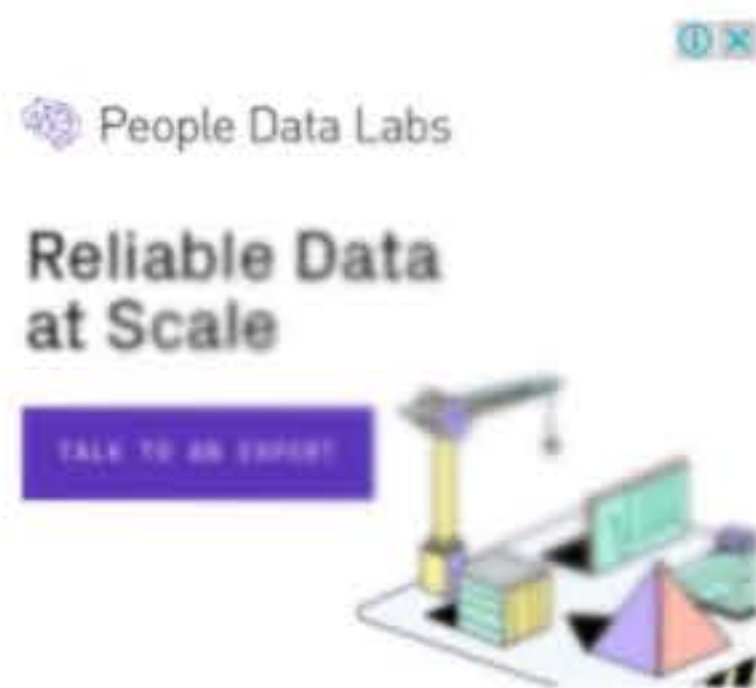 People Data Labs
Reliable Data
at Scale
TALK TO AN EXPERT